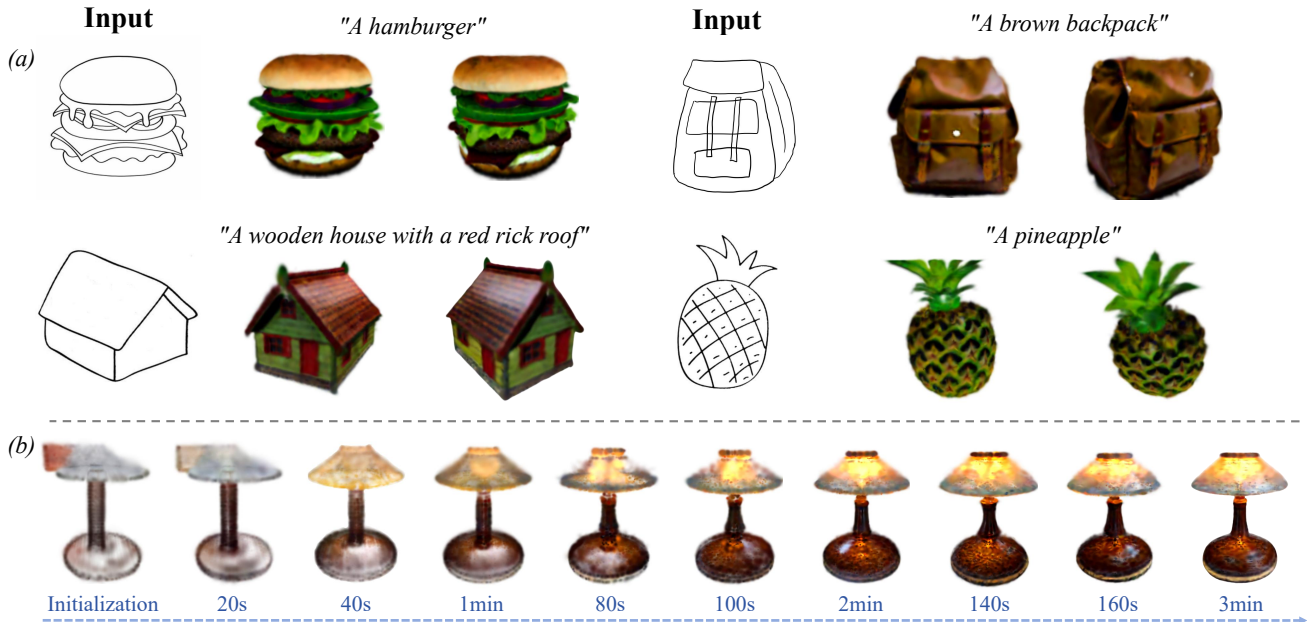 Input
"A hamburger"
Input
"A brown backpack"
(a)
"A wooden house with a red rick roof"
"A pineapple"
(b)
Initialization
20s
40s
1min
80s
100s
2min
140s
160s
3min